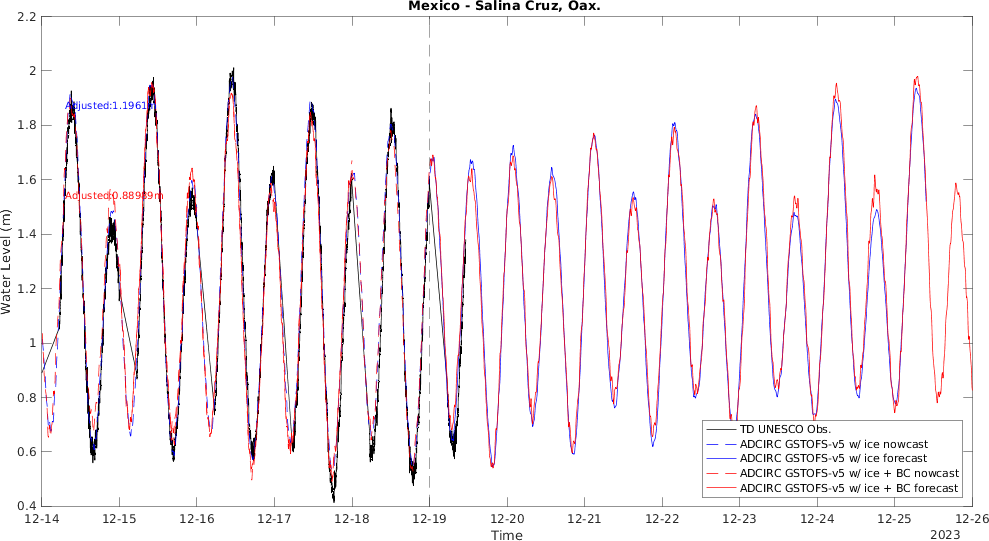 Mexico - Salina Cruz, Oax.
2.2
2
1.8
1.6
1.4
1.2
1
0.8
0.6
0.4
Water Level (m)
Adjusted:1.1961
Adjusted:0.88989m
TD UNESCO Obs.
ADCIRC GSTOFS-v5 w/ ice nowcast
ADCIRC GSTOFS-v5 w/ ice forecast
ADCIRC GSTOFS-v5 w/ ice + BC nowcast
ADCIRC GSTOFS-v5 w/ ice + BC forecast
12-14 12-15 12-16 12-17 12-18 12-19 12-20 12-21 12-22 12-23 12-24 12-25 12-26
Time
2023